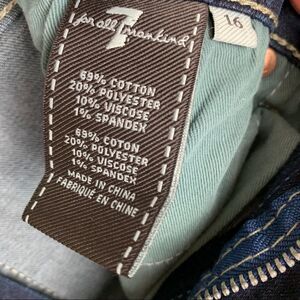 for all 7 mankind
16
69% COTTON
20% POLYESTER
10% VISCOSE
1% SPANDEX
69% COTON
20% POLYESTER
10% VISCOSE
1% SPANDEX
MADE IN CHINA
FABRIQUÉ EN CHINE